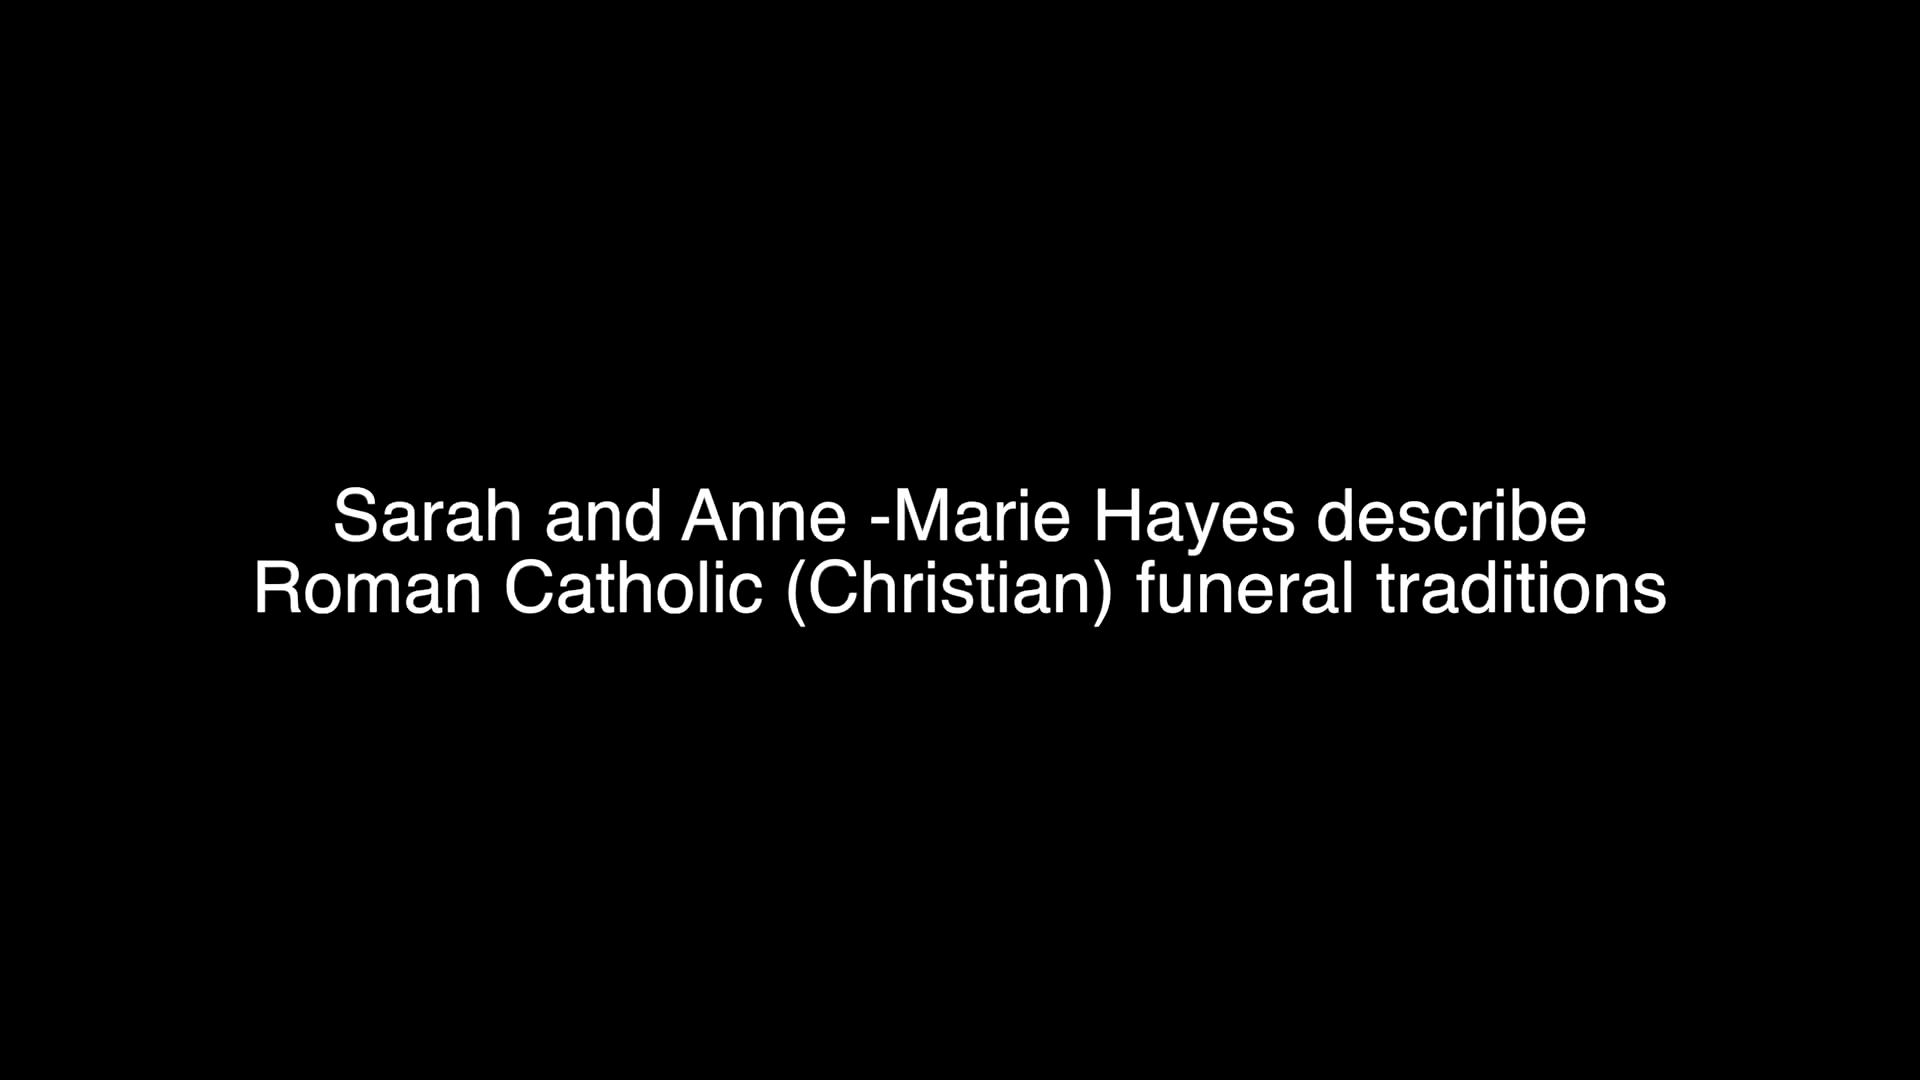 Sarah and Anne -Marie Hayes describe
Roman Catholic (Christian) funeral traditions